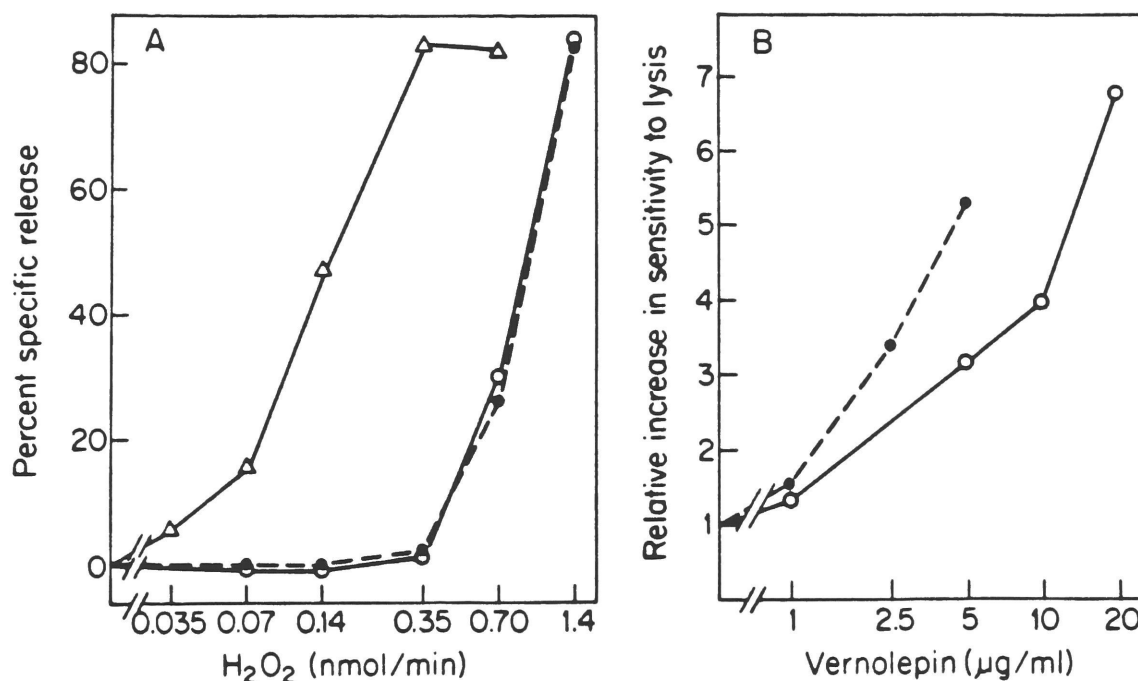 A
Percent specific release
80
60
40
20
0
0.035 0.07 0.14 0.35 0.70 1.4
H₂O₂ (nmol/min)
B
Relative increase in sensitivity to lysis
7
6
5
4
3
2
1
1 2.5 5 10 20
Vernolepin (μg/ml)